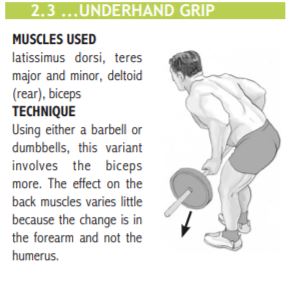 2.3 ...UNDERHAND GRIP
MUSCLES USED
latissimus dorsi, teres
major and minor, deltoid
(rear), biceps
TECHNIQUE
Using either a barbell or
dumbbells, this variant
involves the biceps
more. The effect on the
back muscles varies little
because the change is in
the forearm and not the
humerus.